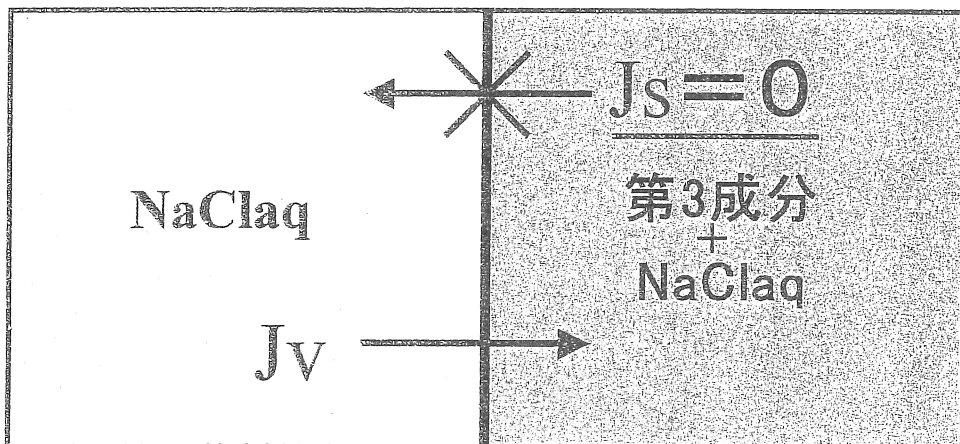 Js=0
第3成分
+
NaClaq
NaClaq
Jv